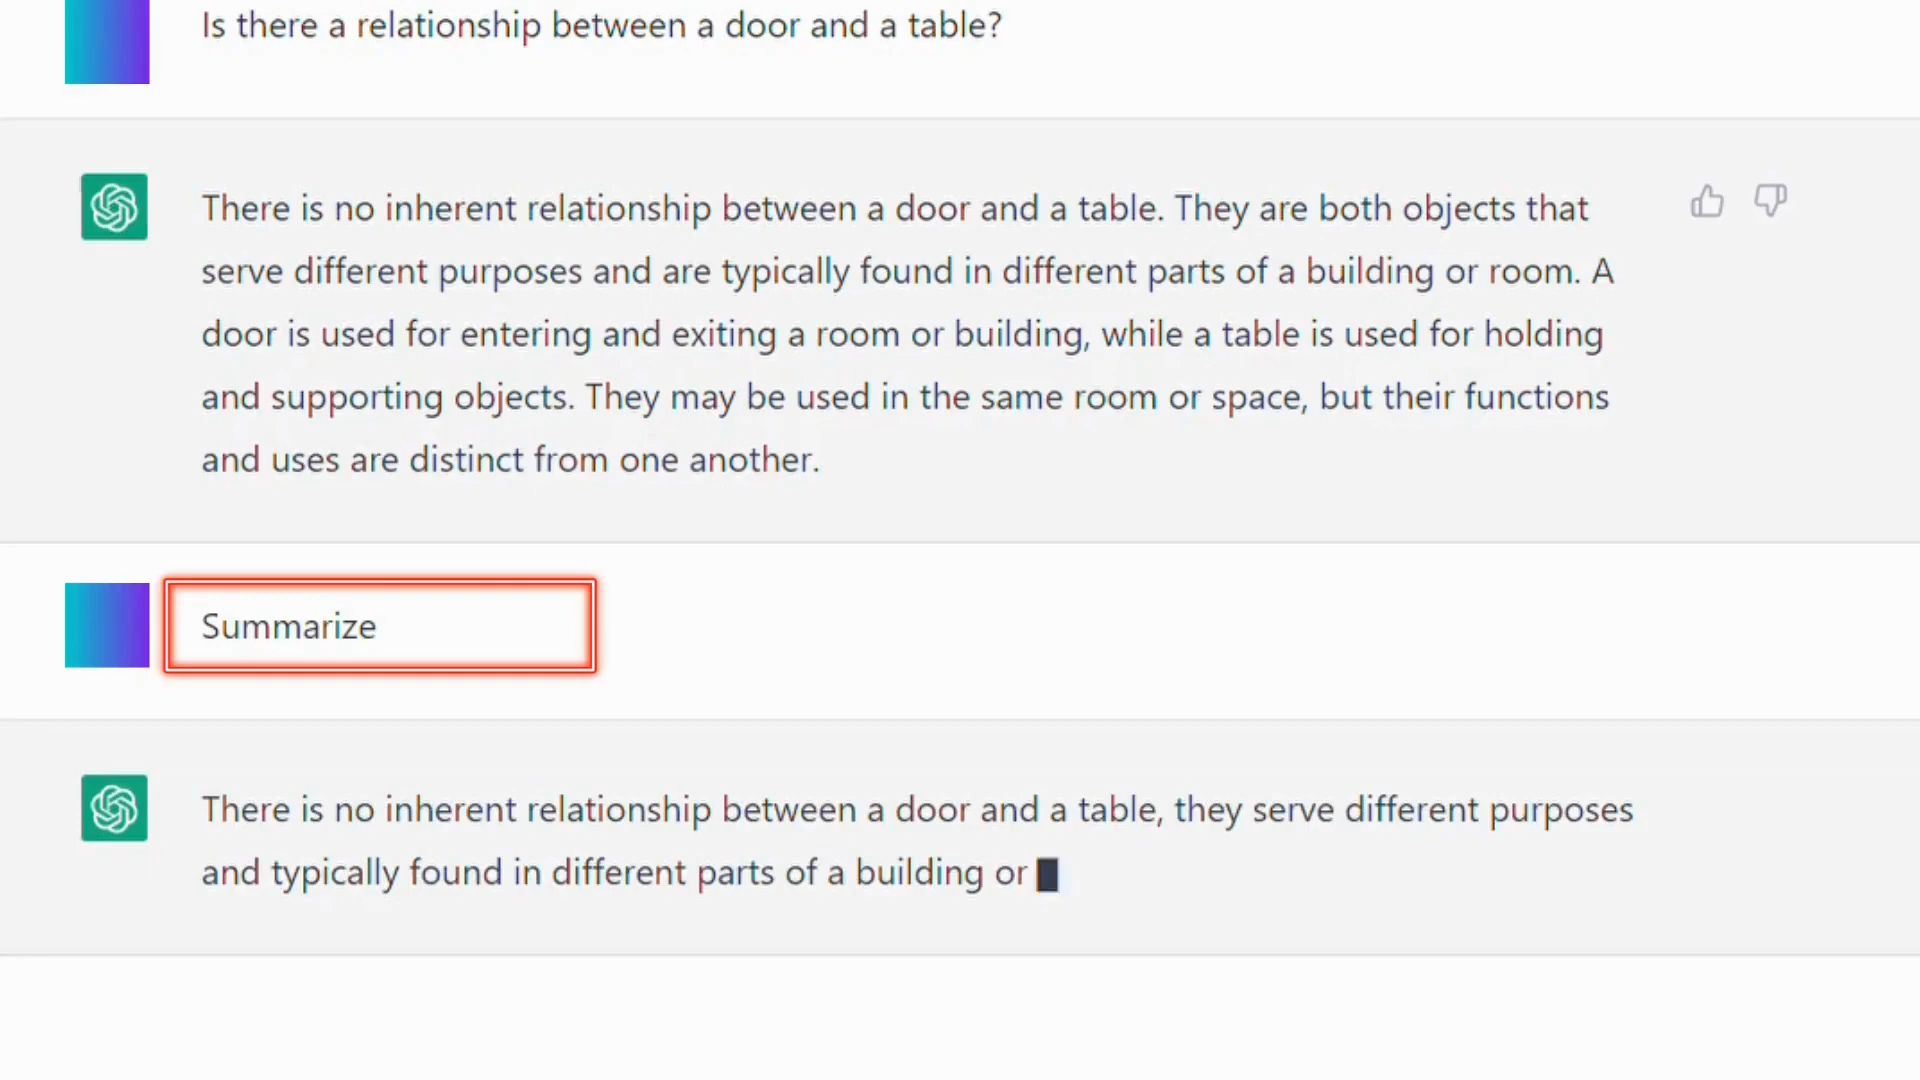 Is there a relationship between a door and a table?
There is no inherent relationship between a door and a table. They are both objects that
serve different purposes and are typically found in different parts of a building or room. A
door is used for entering and exiting a room or building, while a table is used for holding
and supporting objects. They may be used in the same room or space, but their functions
and uses are distinct from one another.
Summarize
There is no inherent relationship between a door and a table, they serve different purposes
and typically found in different parts of a building or